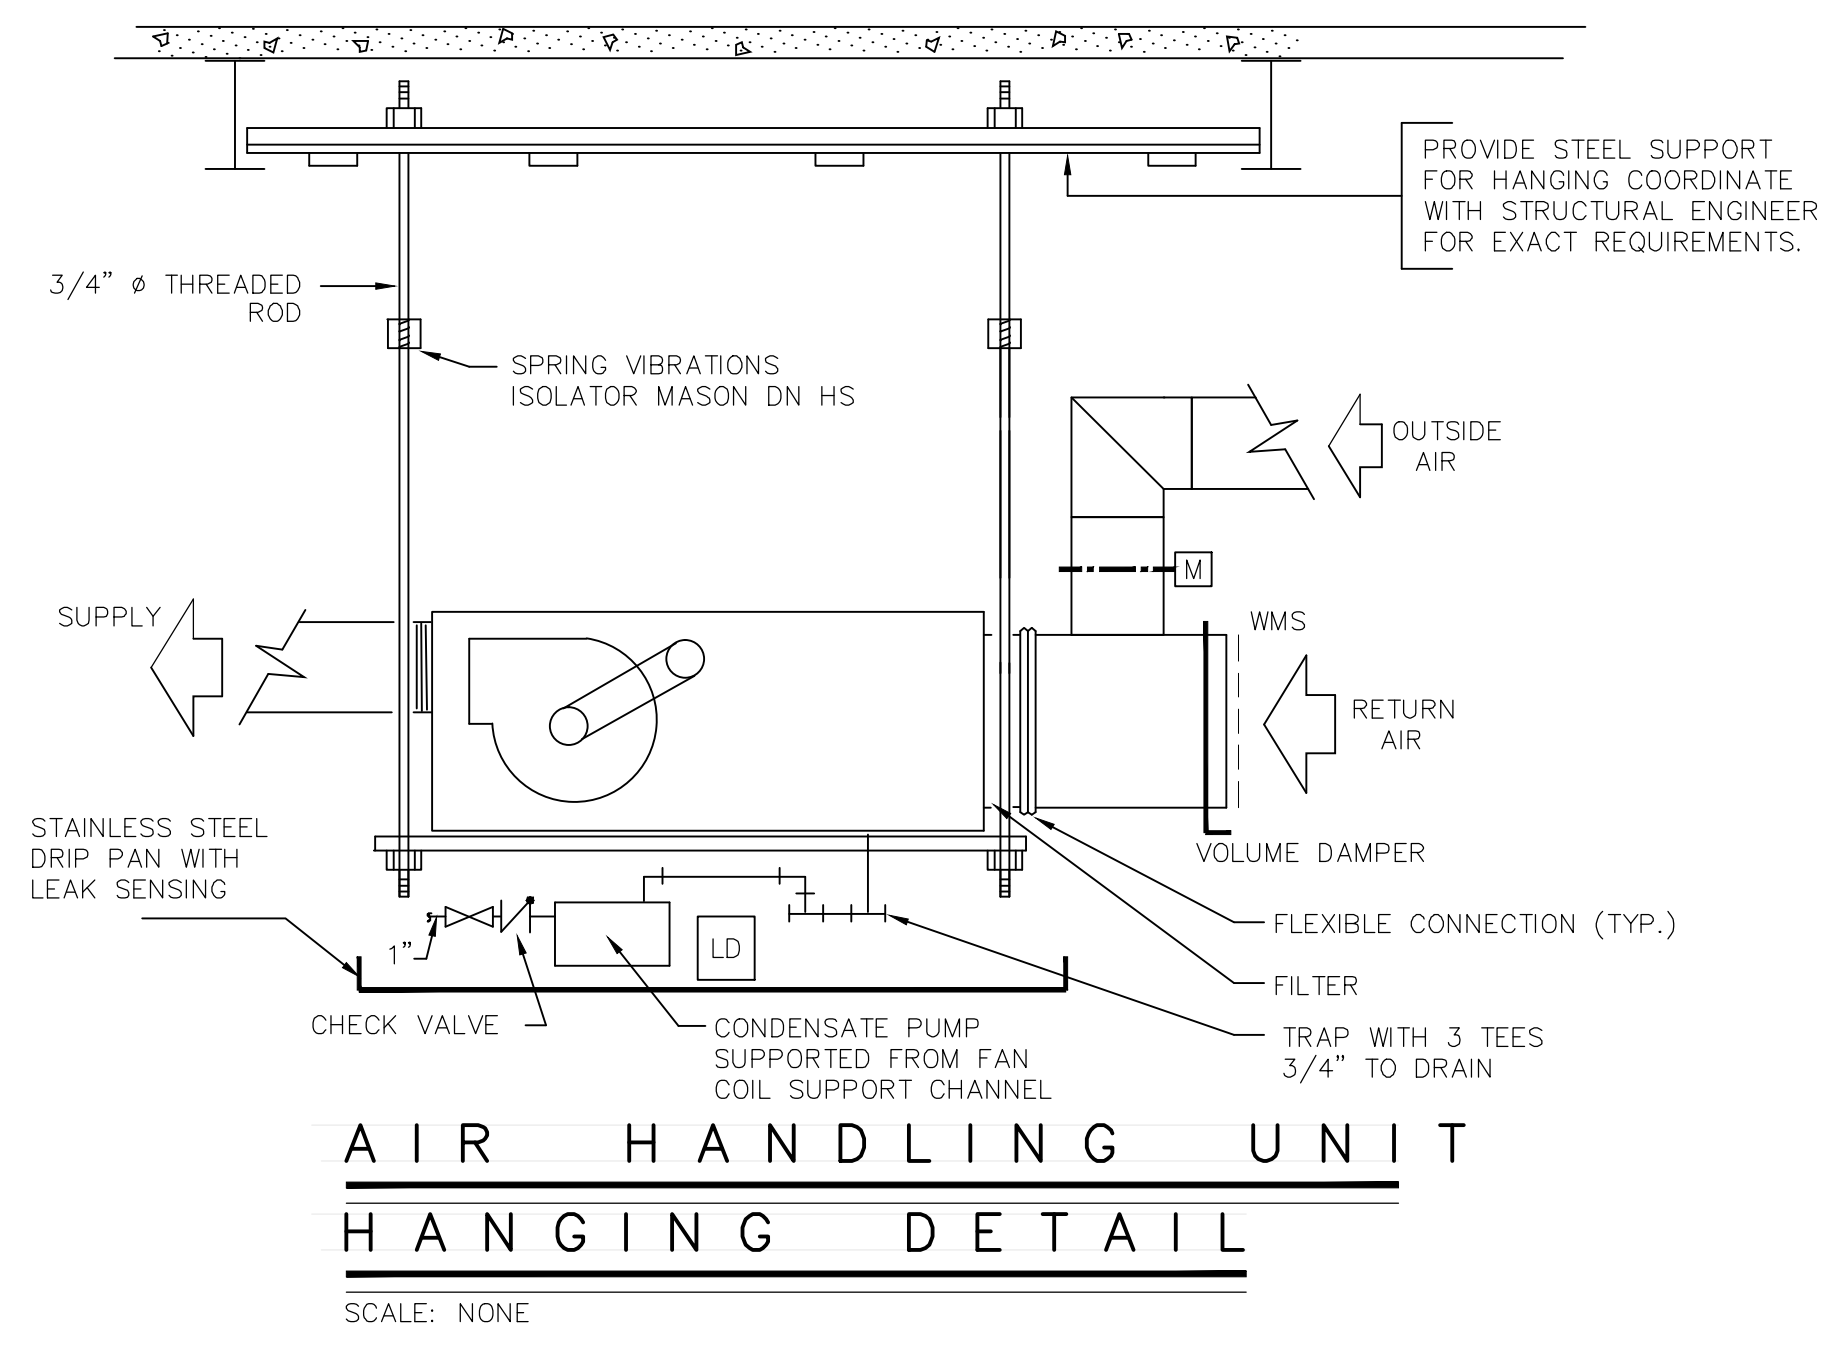 PROVIDE STEEL SUPPORT
FOR HANGING COORDINATE
WITH STRUCTURAL ENGINEER
FOR EXACT REQUIREMENTS.
3/4” ø THREADED
ROD
SPRING VIBRATIONS
ISOLATOR MASON DN HS
OUTSIDE
AIR
M
SUPPLY
WMS
RETURN
AIR
STAINLESS STEEL
DRIP PAN WITH
LEAK SENSING
VOLUME DAMPER
1”
LD
FLEXIBLE CONNECTION (TYP.)
FILTER
CHECK VALVE
CONDENSATE PUMP
SUPPORTED FROM FAN
COIL SUPPORT CHANNEL
TRAP WITH 3 TEES
3/4” TO DRAIN
AIR HANDLING UNIT
HANGING DETAIL
SCALE: NONE